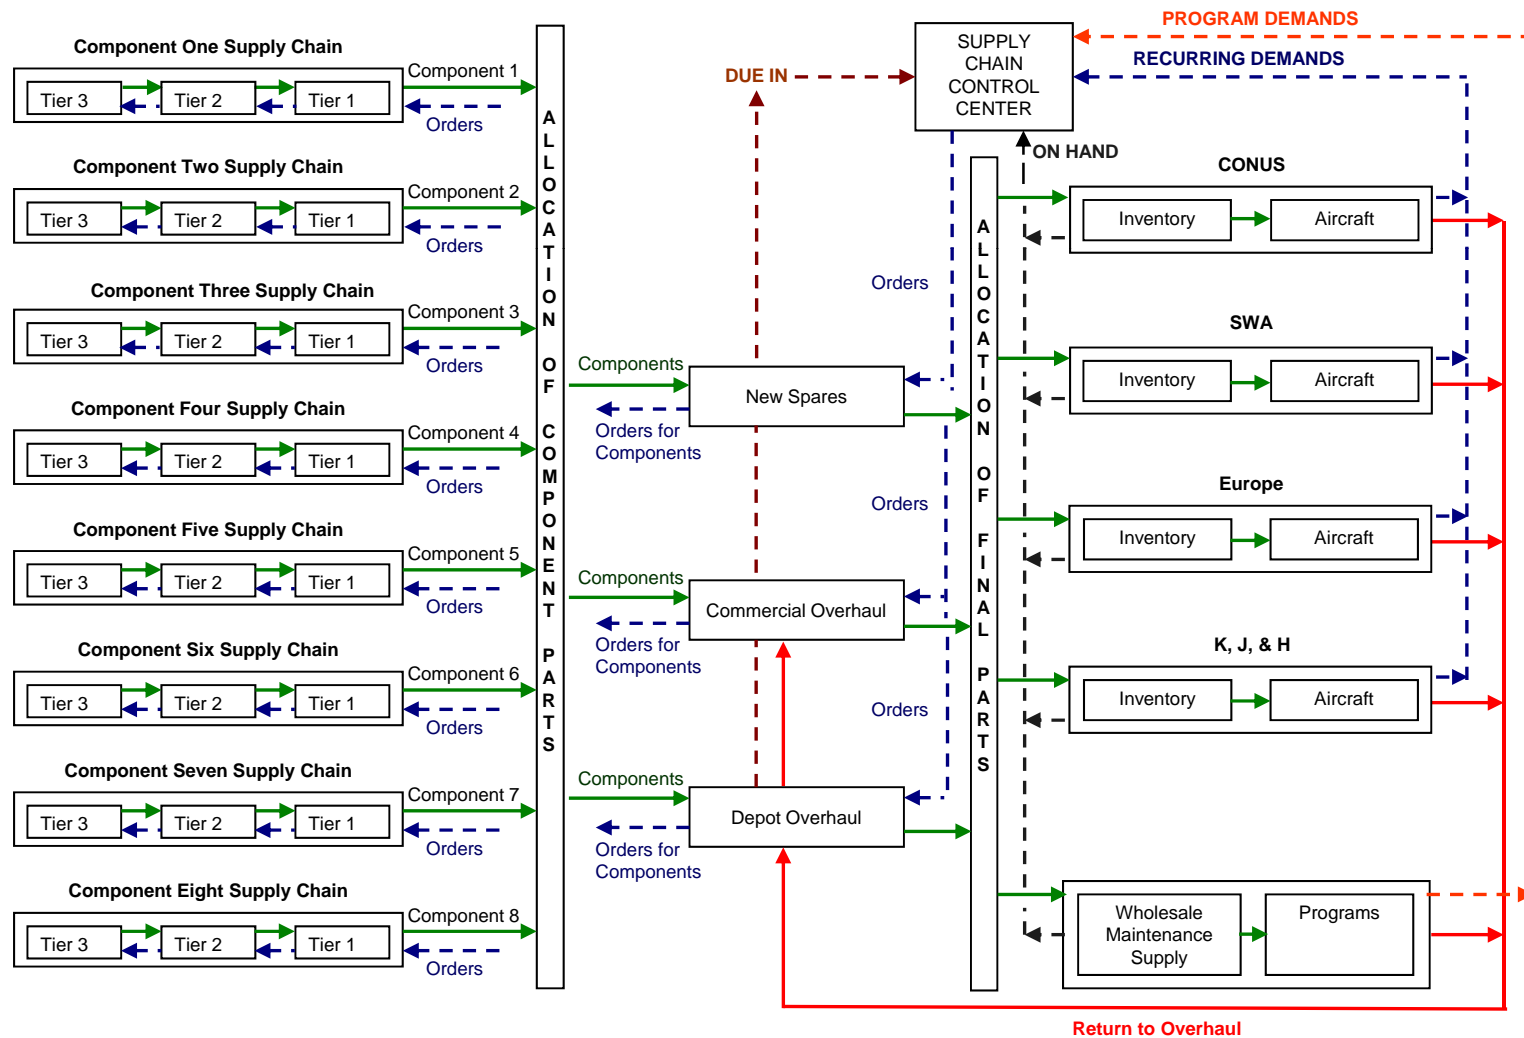 Component One Supply Chain
Tier 3
Tier 2
Tier 1
Component 1
Orders
Component Two Supply Chain
Tier 3
Tier 2
Tier 1
Component 2
Orders
Component Three Supply Chain
Tier 3
Tier 2
Tier 1
Component 3
Orders
Component Four Supply Chain
Tier 3
Tier 2
Tier 1
Component 4
Orders
Component Five Supply Chain
Tier 3
Tier 2
Tier 1
Component 5
Orders
Component Six Supply Chain
Tier 3
Tier 2
Tier 1
Component 6
Orders
Component Seven Supply Chain
Tier 3
Tier 2
Tier 1
Component 7
Orders
Component Eight Supply Chain
Tier 3
Tier 2
Tier 1
Component 8
Orders
ALLOCATION OF COMPONENT PARTS
Components
Orders for
Components
Components
Orders for
Components
Components
Orders for
Components
DUE IN
New Spares
Commercial Overhaul
Depot Overhaul
Orders
Orders
Orders
SUPPLY
CHAIN
CONTROL
CENTER
PROGRAM DEMANDS
RECURRING DEMANDS
ON HAND
ALLOCATION OF FINAL PARTS
CONUS
Inventory
Aircraft
SWA
Inventory
Aircraft
Europe
Inventory
Aircraft
K, J, & H
Inventory
Aircraft
Wholesale
Maintenance
Supply
Programs
Return to Overhaul